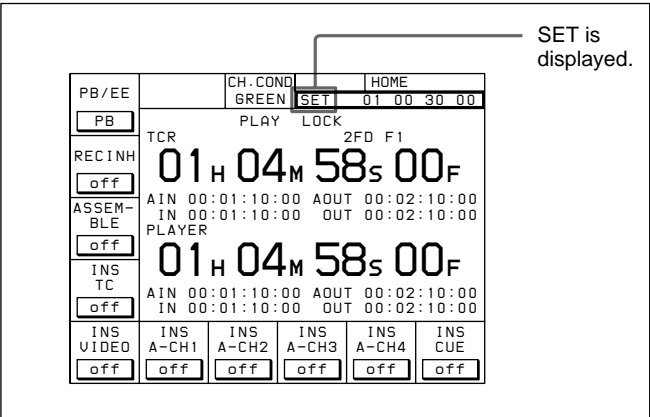 SET is
displayed.
PB/EE
PB
CH.COND
GREEN
HOME
SET 01 00 30 00
PLAY LOCK
TCR 2FD F1
01H 04M 58S 00F
AIN 00:01:10:00 AOUT 00:02:10:00
IN 00:01:10:00 OUT 00:02:10:00
PLAYER
01H 04M 58S 00F
AIN 00:01:10:00 AOUT 00:02:10:00
IN 00:01:10:00 OUT 00:02:10:00
RECINH
off
ASSEM-
BLE
off
INS
TC
off
INS
VIDEO
off
INS
A-CH1
off
INS
A-CH2
off
INS
A-CH3
off
INS
A-CH4
off
INS
CUE
off